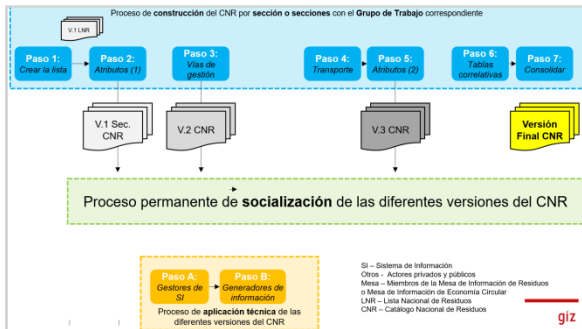 Proceso de construcción del CNR por sección o secciones con el Grupo de Trabajo correspondiente
V.1 LNR
Paso 1:
Crear la lista
Paso 2:
Atributos (1)
Paso 3:
Vías de
gestión
Paso 4:
Transporte
Paso 5:
Atributos (2)
Paso 6:
Tablas
correlativas
Paso 7:
Consolidar
V.1 Sec.
CNR
V.2 CNR
V.3 CNR
Versión
Final CNR
Proceso permanente de socialización de las diferentes versiones del CNR
Paso A:
Gestores de
SI
Paso B:
Generadores de
información
Proceso de aplicación técnica de las
diferentes versiones del CNR
SI – Sistema de Información
Otros - Actores privados y públicos
Mesa – Miembros de la Mesa de Información de Residuos
o Mesa de Información de Economía Circular
LNR – Lista Nacional de Residuos
CNR – Catálogo Nacional de Residuos
giz